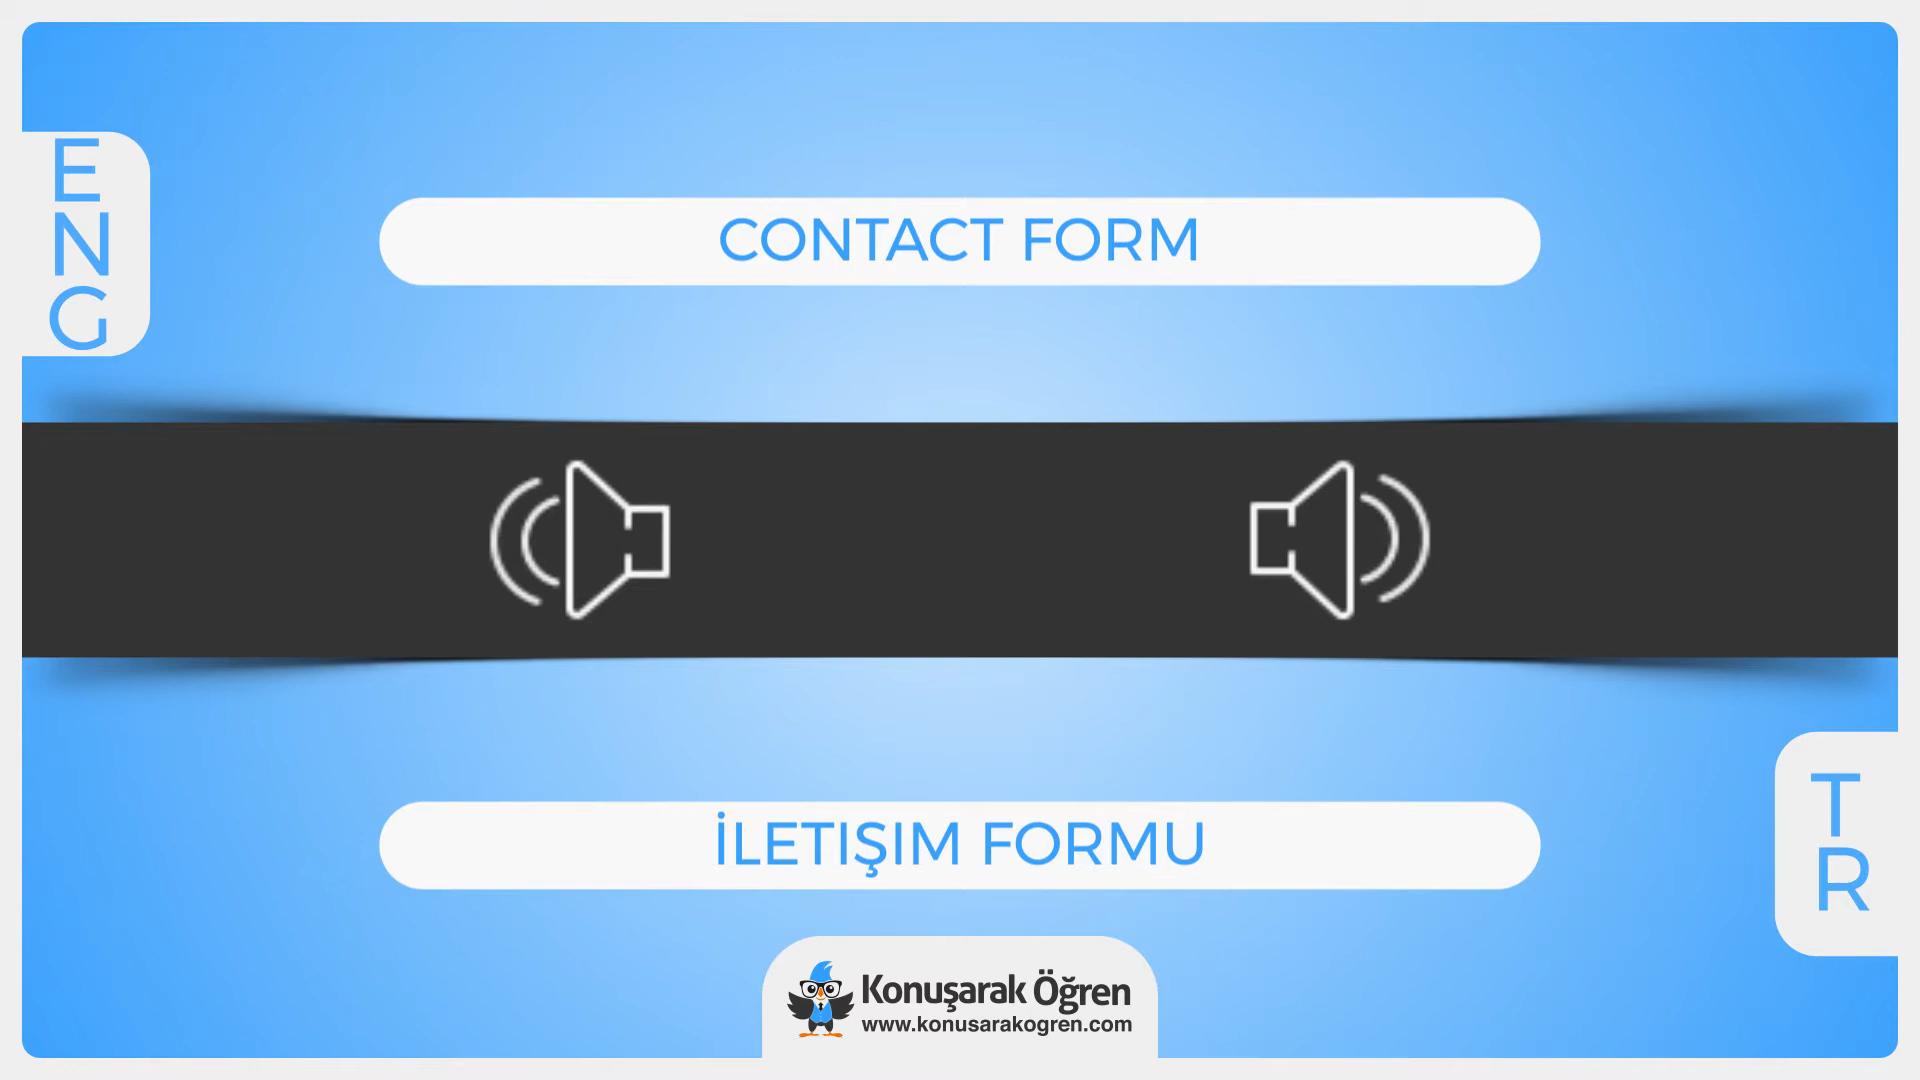 ENG
CONTACT FORM
İLETIŞIM FORMU
TR
Konuşarak Öğren
www.konusarakogren.com